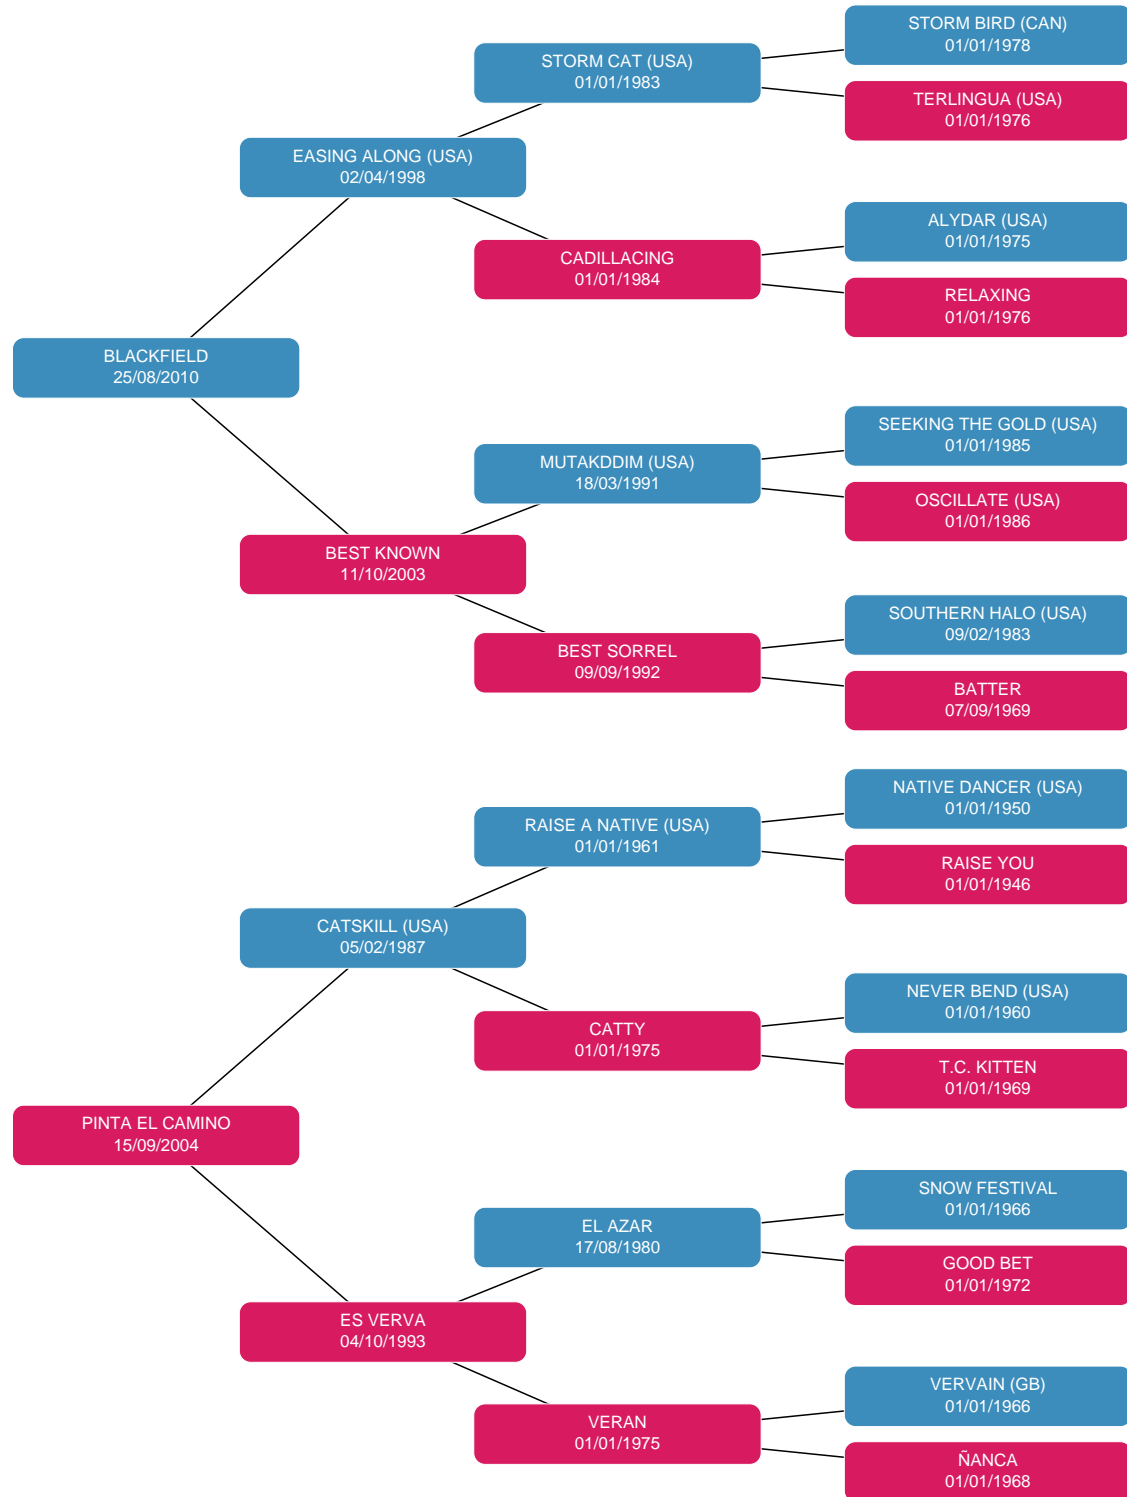 STORM BIRD (CAN)
01/01/1978
STORM CAT (USA)
01/01/1983
TERLINGUA (USA)
01/01/1976
EASING ALONG (USA)
02/04/1998
ALYDAR (USA)
01/01/1975
CADILLACING
01/01/1984
RELAXING
01/01/1976
BLACKFIELD
25/08/2010
SEEKING THE GOLD (USA)
01/01/1985
MUTAKDDIM (USA)
18/03/1991
OSCILLATE (USA)
01/01/1986
BEST KNOWN
11/10/2003
SOUTHERN HALO (USA)
09/02/1983
BEST SORREL
09/09/1992
BATTER
07/09/1969
NATIVE DANCER (USA)
01/01/1950
RAISE A NATIVE (USA)
01/01/1961
RAISE YOU
01/01/1946
CATSKILL (USA)
05/02/1987
NEVER BEND (USA)
01/01/1960
CATTY
01/01/1975
T.C. KITTEN
01/01/1969
PINTA EL CAMINO
15/09/2004
SNOW FESTIVAL
01/01/1966
EL AZAR
17/08/1980
GOOD BET
01/01/1972
ES VERVA
04/10/1993
VERVAIN (GB)
01/01/1966
VERAN
01/01/1975
ÑANCA
01/01/1968